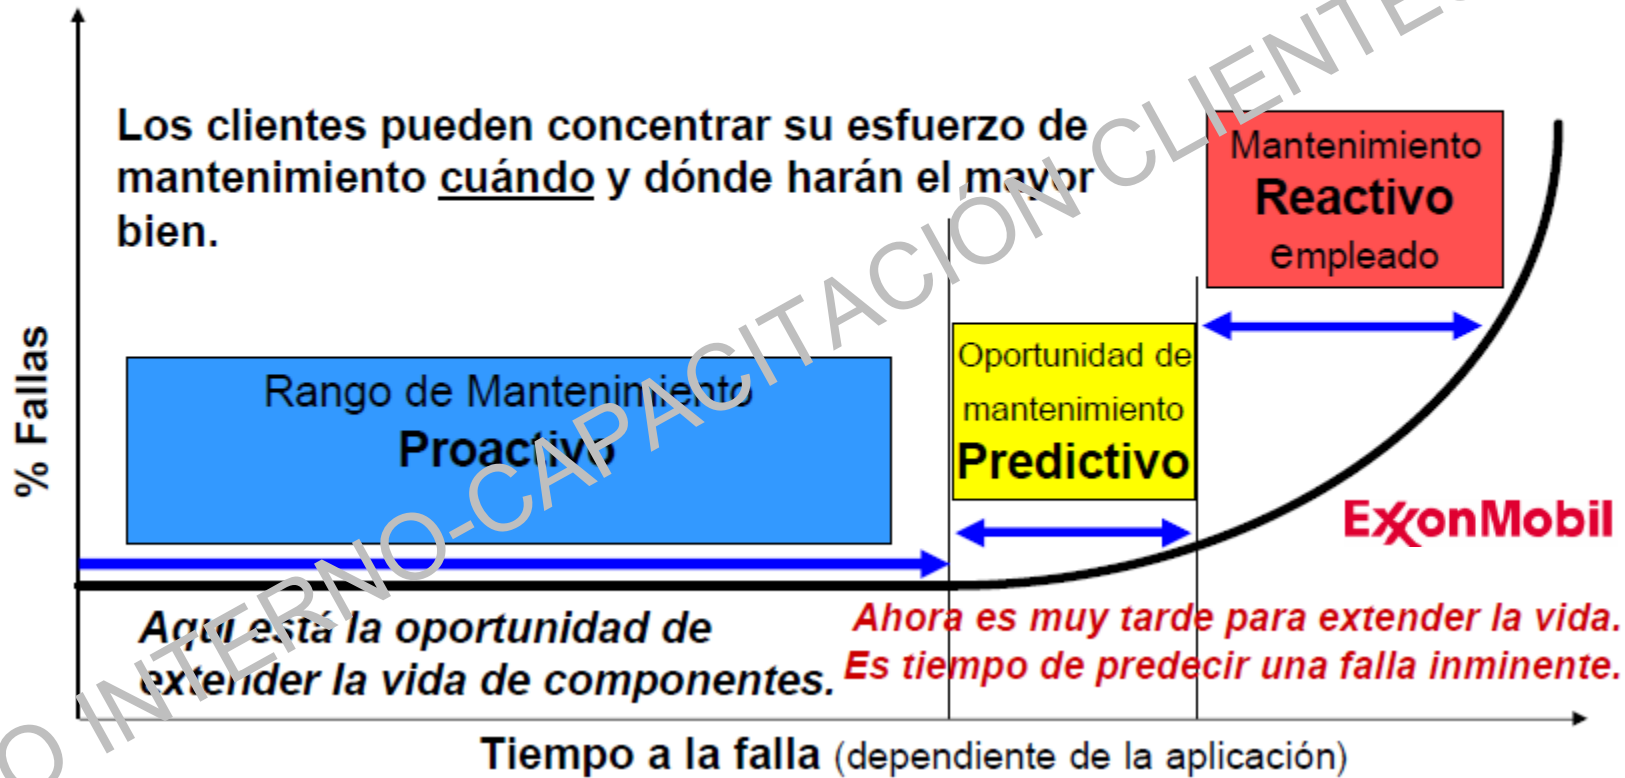 Los clientes pueden concentrar su esfuerzo de
mantenimiento cuándo y dónde harán el mayor
bien.
Mantenimiento
Reactivo
empleado
Oportunidad de
mantenimiento
Predictivo
Rango de Mantenimiento
Proactivo
% Fallas
ExxonMobil
Aquí está la oportunidad de
extender la vida de componentes.
Ahora es muy tarde para extender la vida.
Es tiempo de predecir una falla inminente.
Tiempo a la falla (dependiente de la aplicación)
INTERNO-CAPACITACIÓN CLIENTES